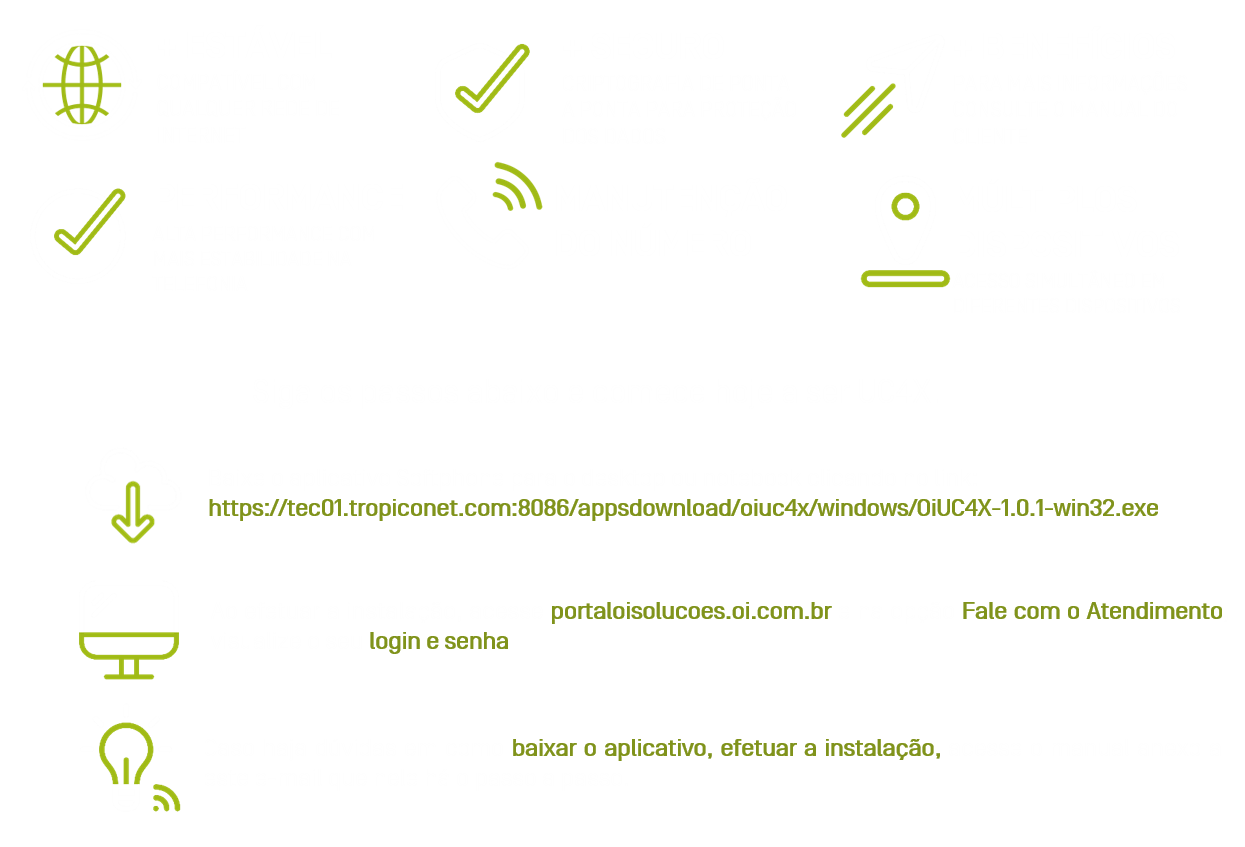 https://tec01.tropiconet.com:8086/appsdownload/oiuc4x/windows/OiUC4X-1.0.1-win32.exe
portaloisolucoes.oi.com.br Fale com o Atendimento
login e senha
baixar o aplicativo, efetuar a instalação,